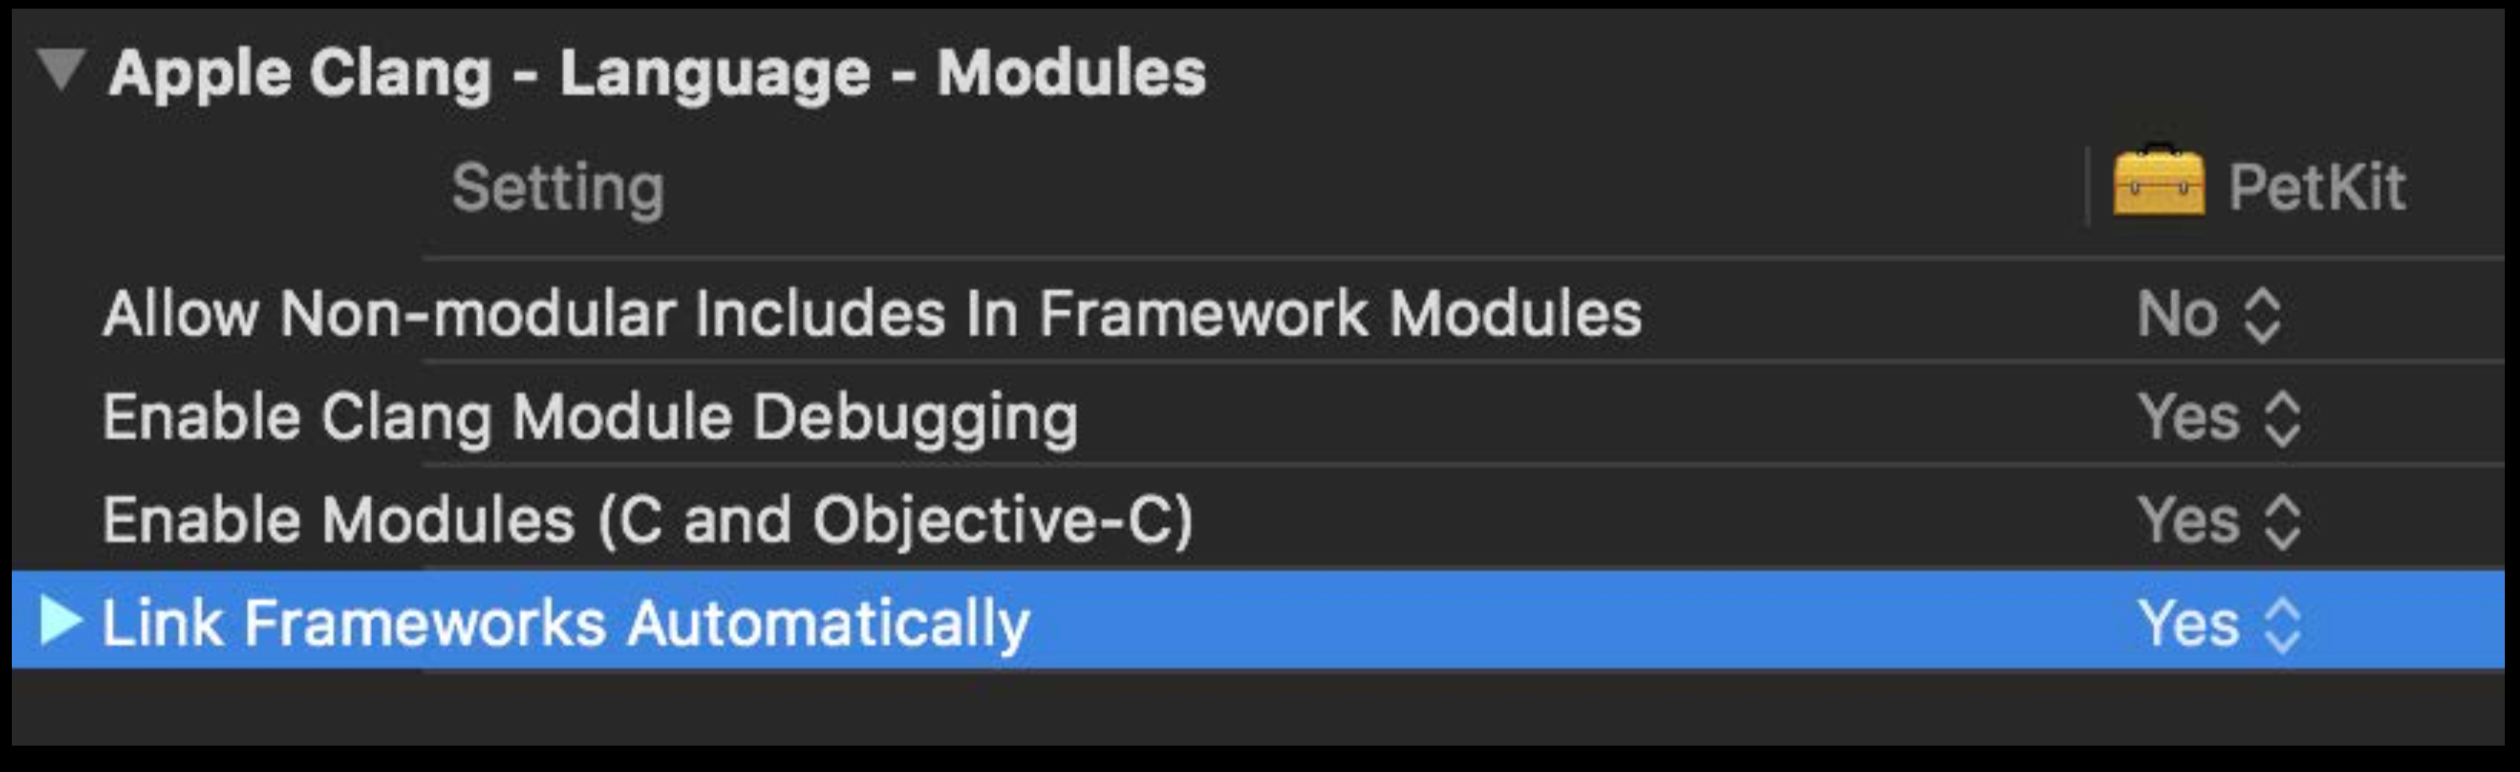 Apple Clang - Language - Modules
Setting PetKit
Allow Non-modular Includes In Framework Modules No
Enable Clang Module Debugging Yes
Enable Modules (C and Objective-C) Yes
Link Frameworks Automatically Yes